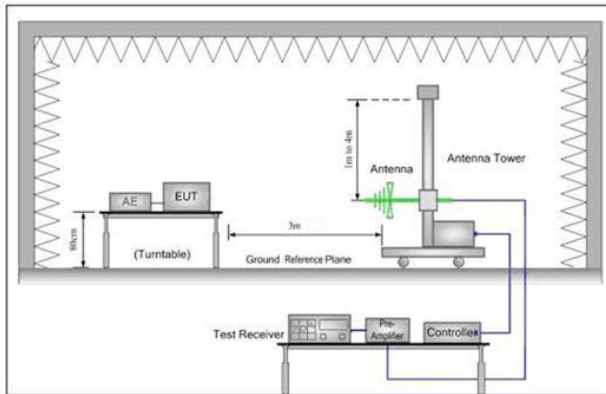 1m to 4m
Antenna
Antenna Tower
AE
EUT
80cm
(Turntable)
3m
Ground Reference Plane
Test Receiver
Pre-
Amplifier
Controller